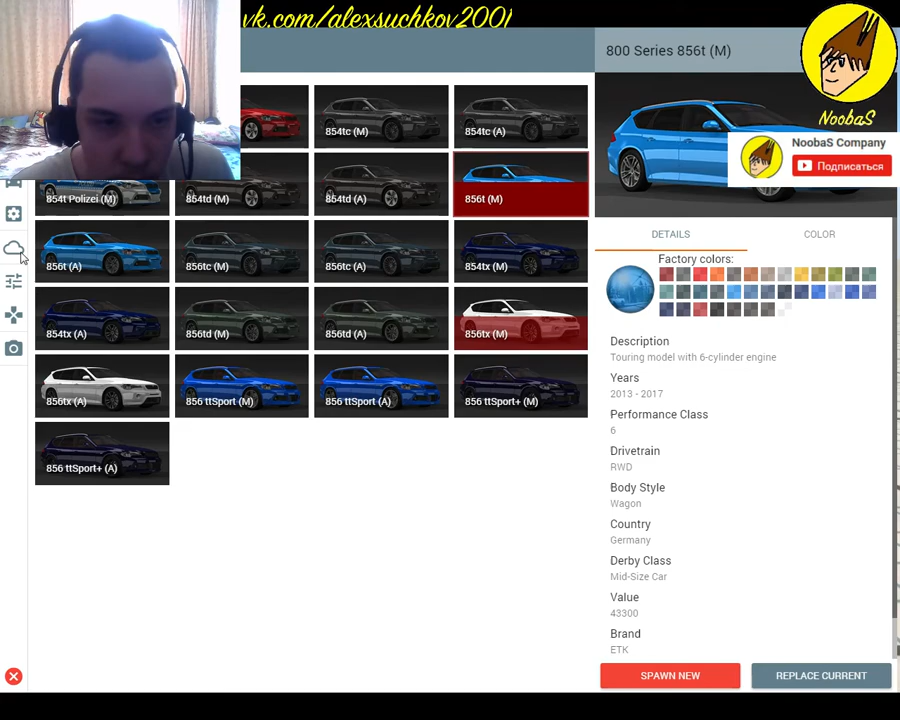 vk.com/alexsuchkov2001
800 Series 856t (M)
NoobaS
NoobaS Company
Подписаться
854tc (M)
854tc (A)
854t Polizei (M)
854td (M)
854td (A)
856t (M)
856t (A)
856tc (M)
856tc (A)
854tx (M)
854tx (A)
856td (M)
856td (A)
856tx (M)
856tx (A)
856 ttSport (M)
856 ttSport (A)
856 ttSport+ (M)
856 ttSport+ (A)
DETAILS
COLOR
Factory colors:
Description
Touring model with 6-cylinder engine
Years
2013 - 2017
Performance Class
6
Drivetrain
RWD
Body Style
Wagon
Country
Germany
Derby Class
Mid-Size Car
Value
43300
Brand
ETK
SPAWN NEW
REPLACE CURRENT